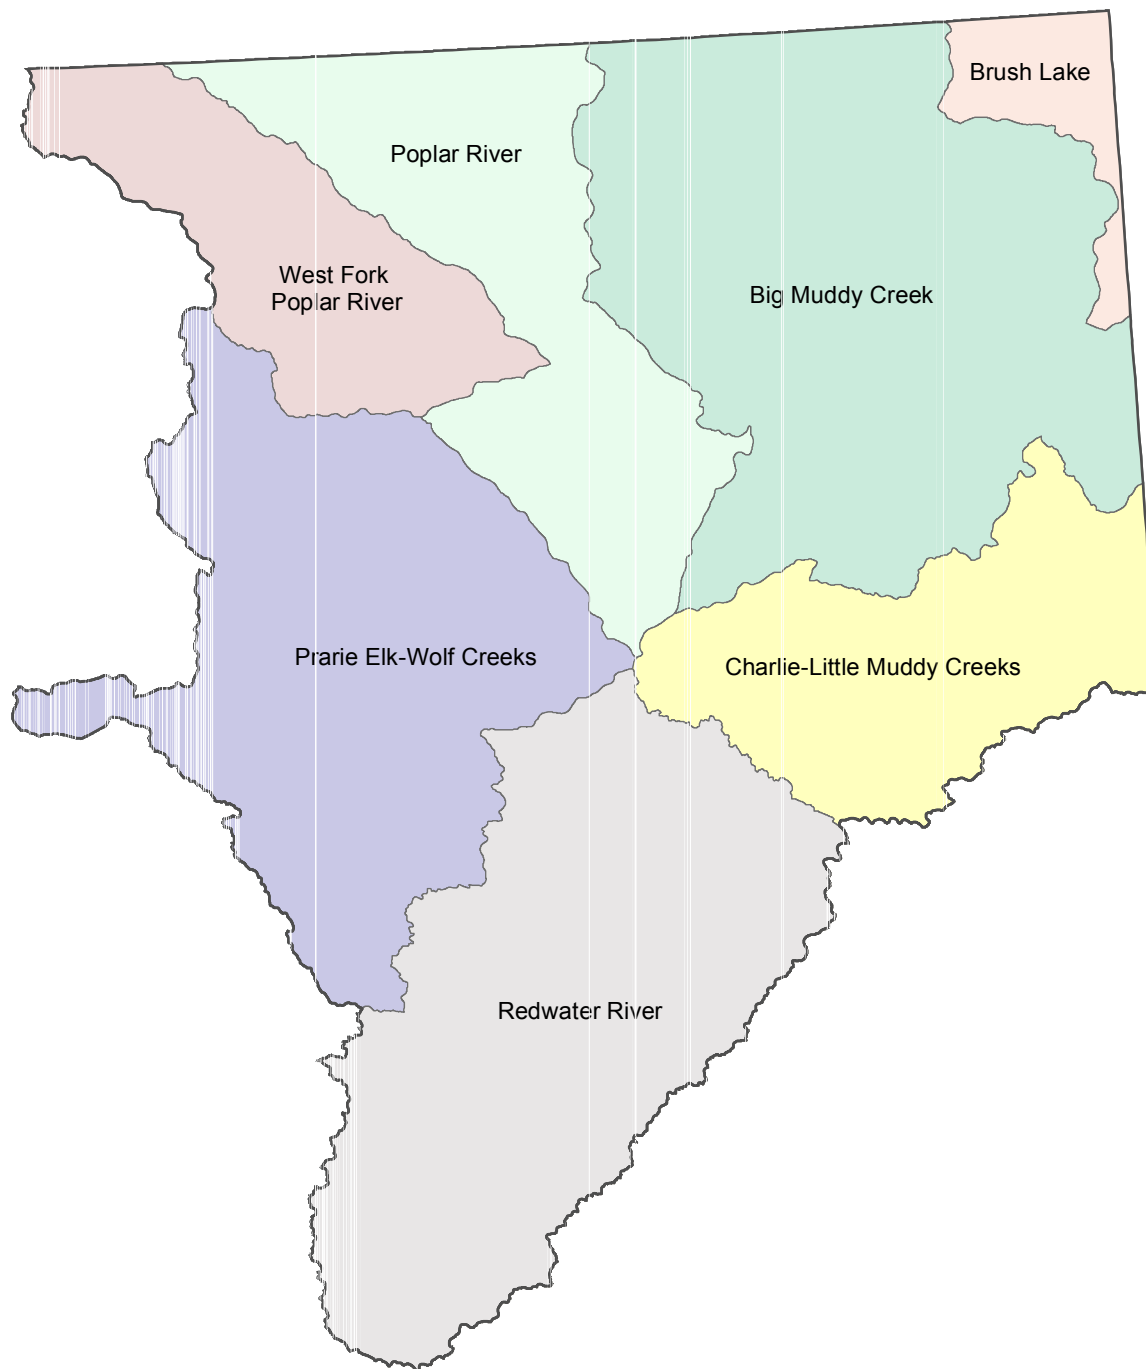 Brush Lake
Poplar River
West Fork
Poplar River
Big Muddy Creek
Prarie Elk-Wolf Creeks
Charlie-Little Muddy Creeks
Redwater River